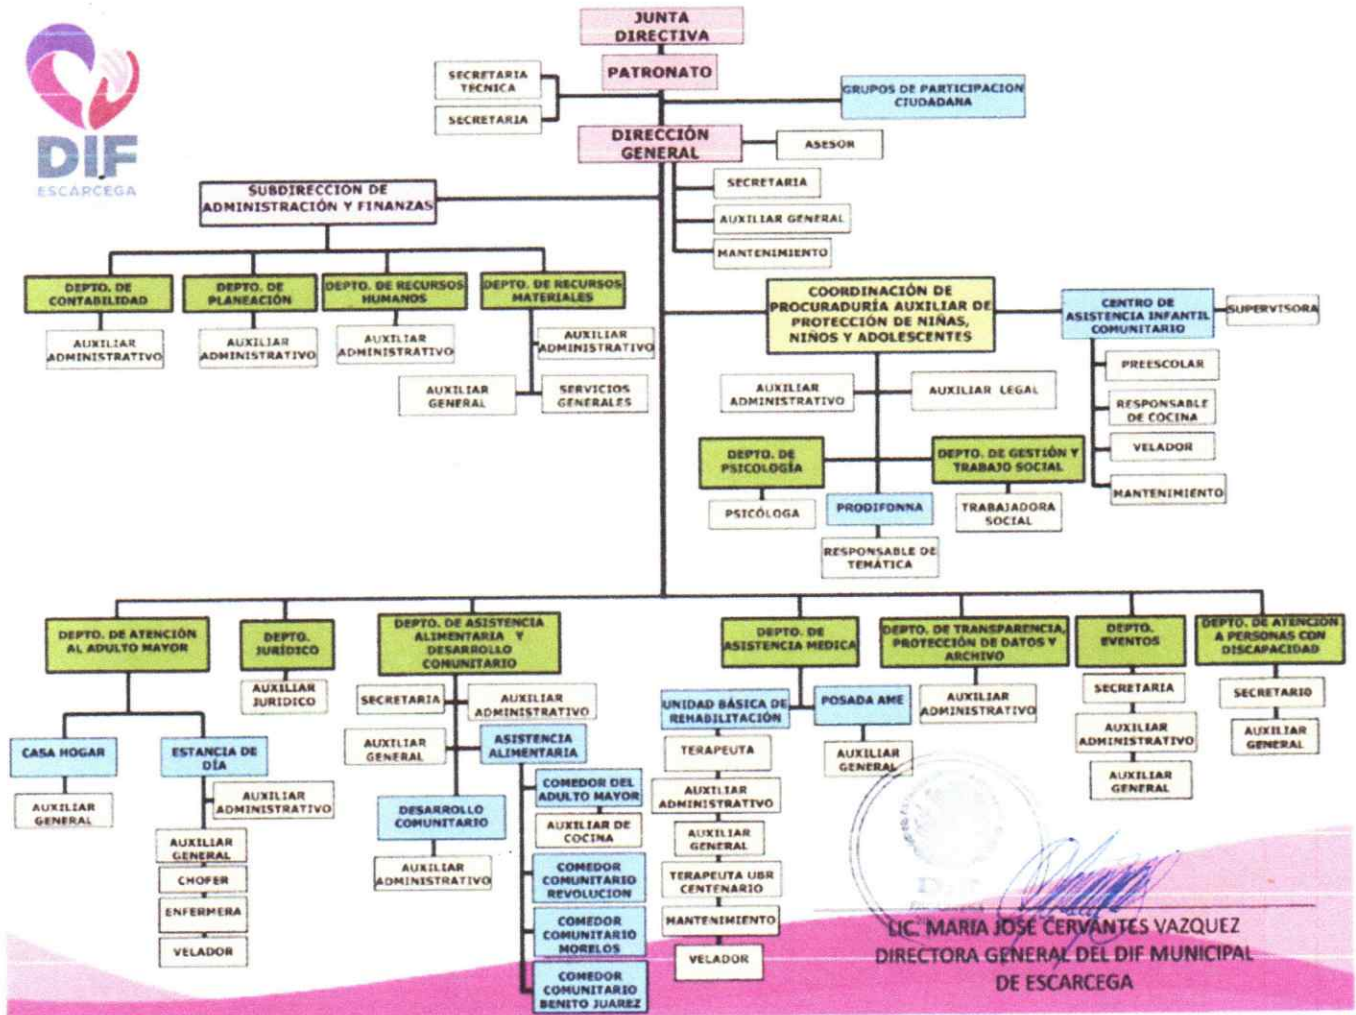 JUNTA
DIRECTIVA
PATRONATO
SECRETARIA
TÉCNICA
SECRETARIA
GRUPOS DE PARTICIPACION
CIUDADANA
DIRECCIÓN
GENERAL
ASESOR
DIF
ESCÁRCEGA
SECRETARIA
AUXILIAR GENERAL
MANTENIMIENTO
SUBDIRECCION DE
ADMINISTRACIÓN Y FINANZAS
DEPTO. DE
CONTABILIDAD
DEPTO. DE
PLANEACIÓN
DEPTO. DE RECURSOS
HUMANOS
DEPTO. DE RECURSOS
MATERIALES
AUXILIAR
ADMINISTRATIVO
AUXILIAR
ADMINISTRATIVO
AUXILIAR
ADMINISTRATIVO
AUXILIAR
ADMINISTRATIVO
AUXILIAR
GENERAL
SERVICIOS
GENERALES
COORDINACIÓN DE
PROCURADURÍA AUXILIAR DE
PROTECCIÓN DE NIÑAS,
NIÑOS Y ADOLESCENTES
CENTRO DE
ASISTENCIA INFANTIL
COMUNITARIO
SUPERVISORA
AUXILIAR
ADMINISTRATIVO
AUXILIAR LEGAL
PREESCOLAR
RESPONSABLE
DE COCINA
VELADOR
MANTENIMIENTO
DEPTO. DE
PSICOLOGÍA
DEPTO. DE GESTIÓN Y
TRABAJO SOCIAL
PSICÓLOGA
PRODIFONNA
TRABAJADORA
SOCIAL
RESPONSABLE DE
TEMÁTICA
DEPTO. DE ATENCIÓN
AL ADULTO MAYOR
DEPTO.
JURÍDICO
DEPTO. DE ASISTENCIA
ALIMENTARIA Y
DESARROLLO
COMUNITARIO
DEPTO. DE
ASISTENCIA MEDICA
DEPTO. DE TRANSPARENCIA,
PROTECCIÓN DE DATOS Y
ARCHIVO
DEPTO.
EVENTOS
DEPTO. DE ATENCION
A PERSONAS CON
DISCAPACIDAD
CASA HOGAR
AUXILIAR
GENERAL
ESTANCIA DE
DÍA
AUXILIAR
ADMINISTRATIVO
AUXILIAR
GENERAL
CHOFER
ENFERMERA
VELADOR
AUXILIAR
JURIDICO
SECRETARIA
AUXILIAR
ADMINISTRATIVO
AUXILIAR
GENERAL
ASISTENCIA
ALIMENTARIA
DESARROLLO
COMUNITARIO
AUXILIAR
ADMINISTRATIVO
COMEDOR DEL
ADULTO MAYOR
AUXILIAR DE
COCINA
COMEDOR
COMUNITARIO
REVOLUCION
COMEDOR
COMUNITARIO
MORELOS
COMEDOR
COMUNITARIO
BENITO JUAREZ
UNIDAD BÁSICA DE
REHABILITACIÓN
POSADA AME
TERAPEUTA
AUXILIAR
ADMINISTRATIVO
AUXILIAR
GENERAL
TERAPEUTA UBR
CENTENARIO
MANTENIMIENTO
VELADOR
AUXILIAR
GENERAL
AUXILIAR
ADMINISTRATIVO
SECRETARIA
AUXILIAR
ADMINISTRATIVO
AUXILIAR
GENERAL
SECRETARIO
AUXILIAR
GENERAL
LIC. MARIA JOSÉ CERVANTES VAZQUEZ
DIRECTORA GENERAL DEL DIF MUNICIPAL
DE ESCARCEGA